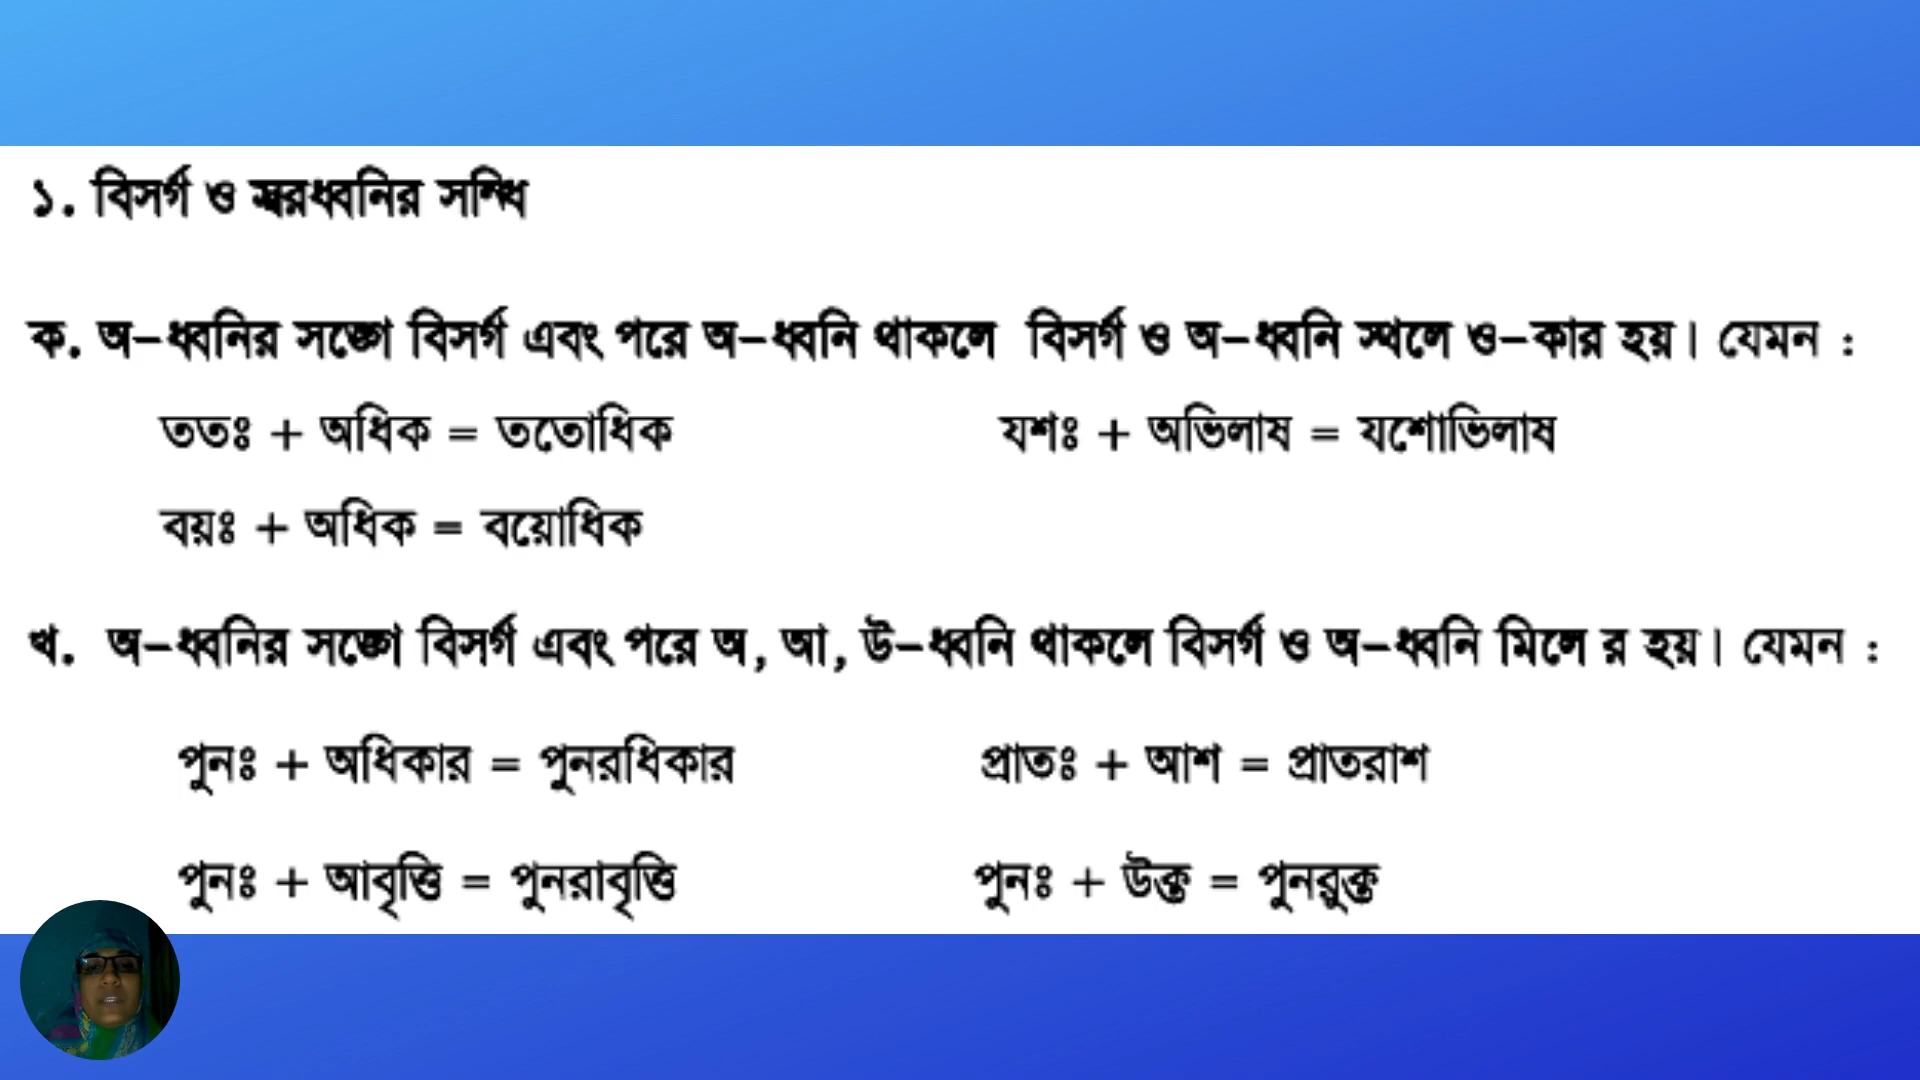 ১. বিসর্গ ও স্বরধ্বনির সন্ধি
ক. অ-ধ্বনির সঙ্গে বিসর্গ এবং পরে অ-ধ্বনি থাকলে বিসর্গ ও অ-ধ্বনি স্থলে ও-কার হয়। যেমন :
ততঃ + অধিক = ততোধিক যশঃ + অভিলাষ = যশোভিলাষ
বয়ঃ + অধিক = বয়োধিক
খ. অ-ধ্বনির সঙ্গে বিসর্গ এবং পরে অ, আ, উ-ধ্বনি থাকলে বিসর্গ ও অ-ধ্বনি মিলে র হয়। যেমন :
পুনঃ + অধিকার = পুনরধিকার প্রাতঃ + আশ = প্রাতরাশ
পুনঃ + আবৃত্তি = পুনরাবৃত্তি পুনঃ + উক্ত = পুনরুক্ত